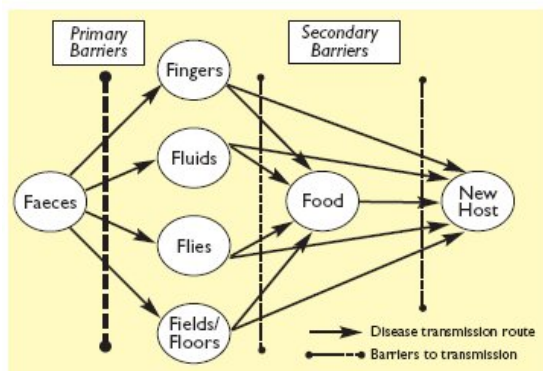 Primary
Barriers
Secondary
Barriers
Fingers
Fluids
Faeces
Food
New
Host
Flies
Fields/
Floors
Disease transmission route
Barriers to transmission